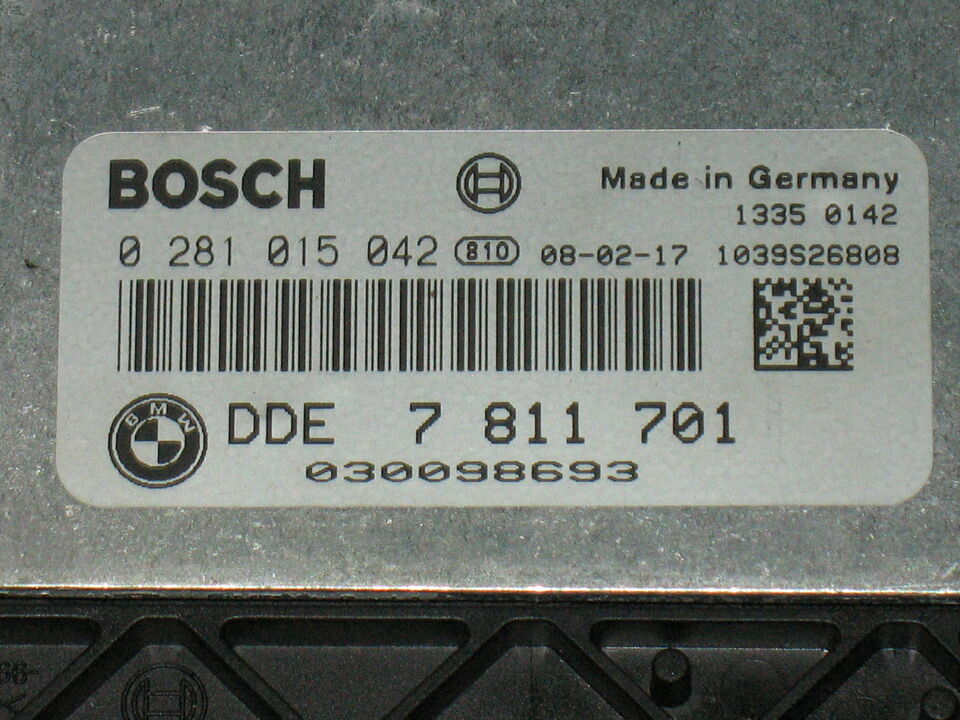 BOSCH
Made in Germany
1335 0142
0 281 015 042 810 08-02-17 1039S26808
BMW DDE 7 811 701
030098693